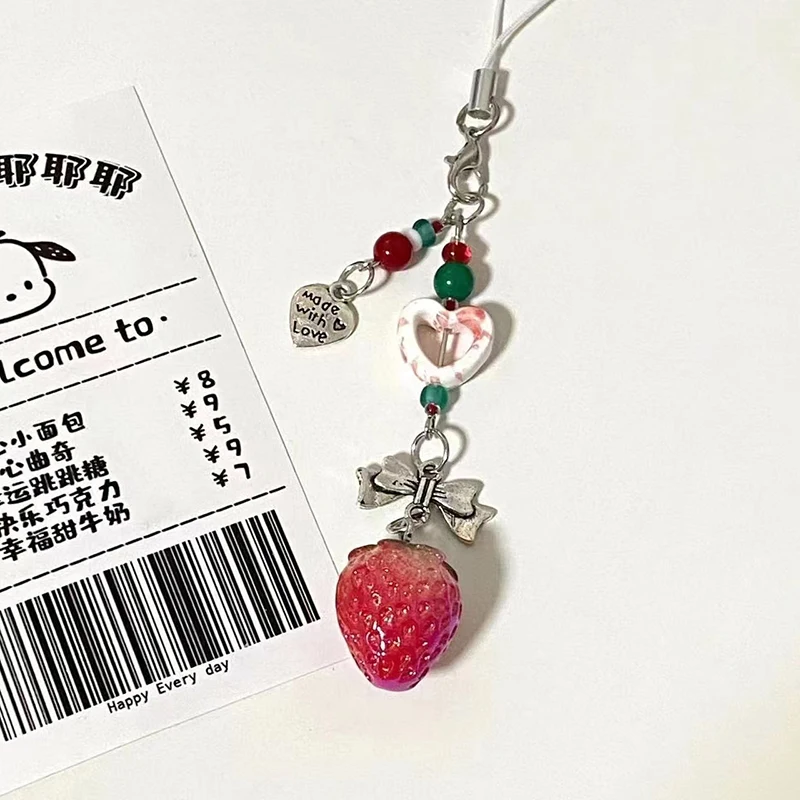 耶耶耶
lcome to.
小面包 ¥8
心曲奇 ¥9
运跳跳糖 ¥5
快乐巧克力 ¥9
幸福甜牛奶 ¥7
Happy Every day
made
with
Love